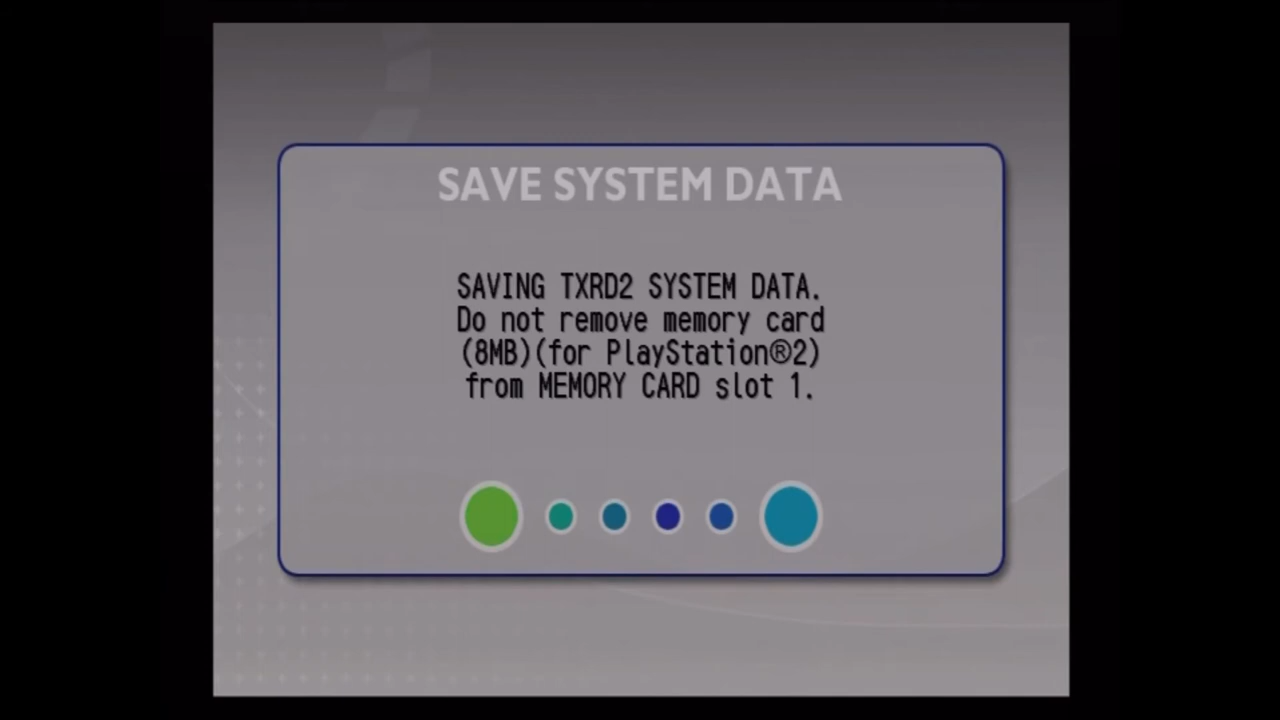 SAVE SYSTEM DATA
SAVING TXRD2 SYSTEM DATA.
Do not remove memory card
(8MB)(for PlayStation®2)
from MEMORY CARD slot 1.